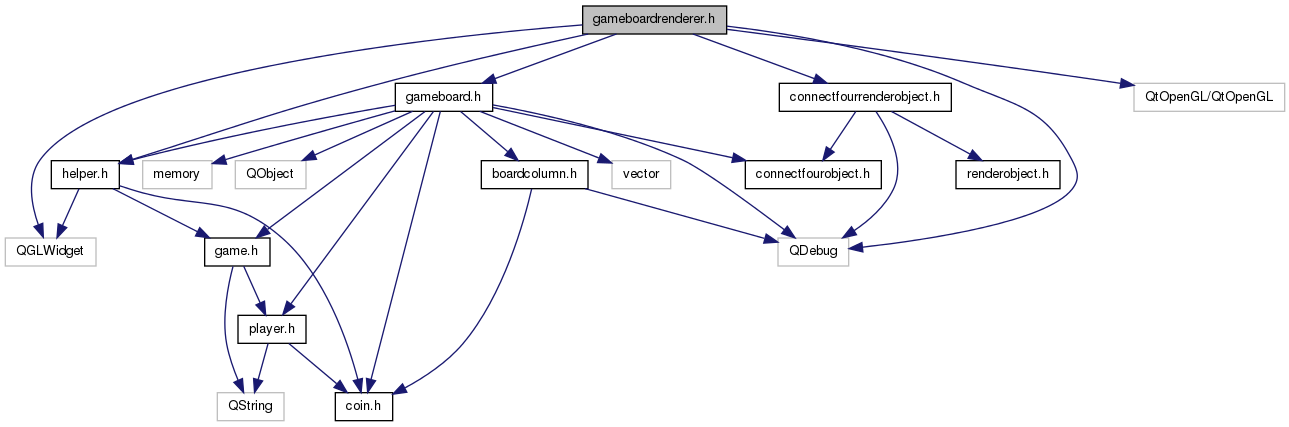 gameboardrenderer.h
gameboard.h
connectfourrenderobject.h
QtOpenGL/QtOpenGL
helper.h
memory
QObject
boardcolumn.h
vector
connectfourobject.h
renderobject.h
QGLWidget
game.h
QDebug
player.h
QString
coin.h